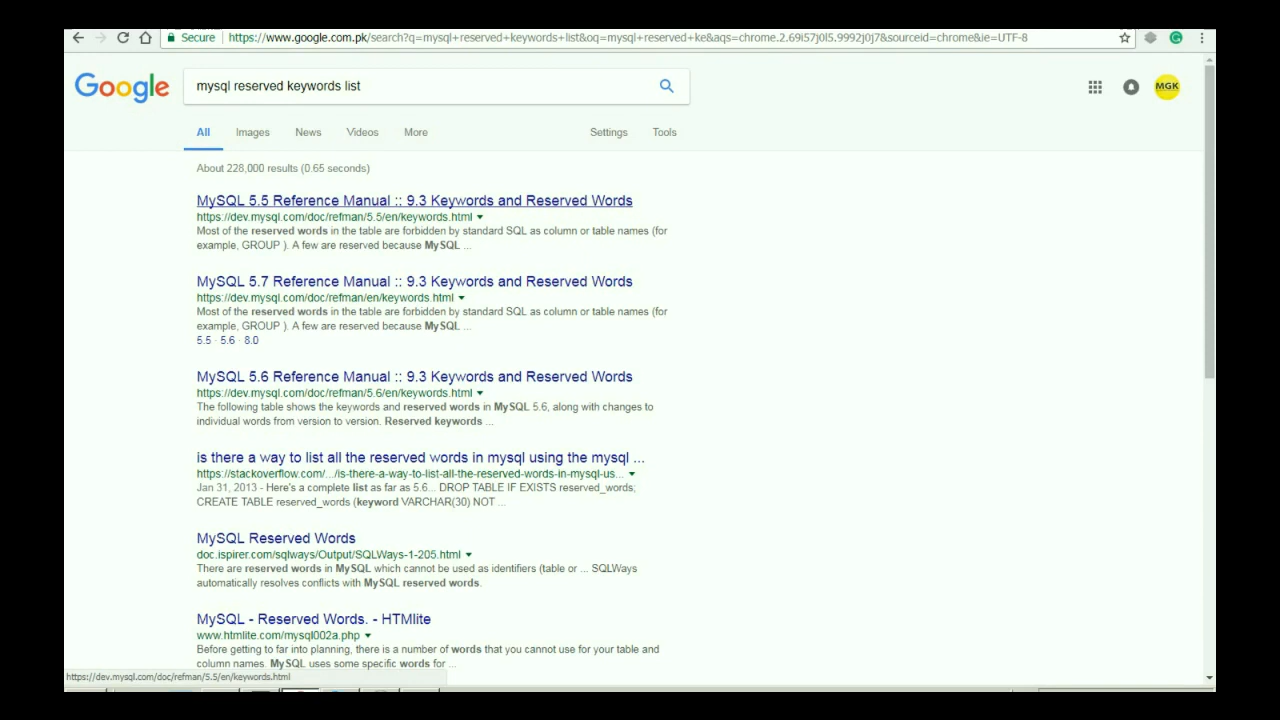 Secure
https://www.google.com.pk/search?q=mysql+reserved+keywords+list&oq=mysql+reserved+ke&aqs=chrome.2.69i57j0l5.9992j0j7&sourceid=chrome&ie=UTF-8
Google
mysql reserved keywords list
MGK
All Images News Videos More Settings Tools
About 228,000 results (0.65 seconds)
MySQL 5.5 Reference Manual :: 9.3 Keywords and Reserved Words
https://dev.mysql.com/doc/refman/5.5/en/keywords.html
Most of the reserved words in the table are forbidden by standard SQL as column or table names (for
example, GROUP ). A few are reserved because MySQL ...
MySQL 5.7 Reference Manual :: 9.3 Keywords and Reserved Words
https://dev.mysql.com/doc/refman/en/keywords.html
Most of the reserved words in the table are forbidden by standard SQL as column or table names (for
example, GROUP ). A few are reserved because MySQL ...
5.5 · 5.6 · 8.0
MySQL 5.6 Reference Manual :: 9.3 Keywords and Reserved Words
https://dev.mysql.com/doc/refman/5.6/en/keywords.html
The following table shows the keywords and reserved words in MySQL 5.6, along with changes to
individual words from version to version. Reserved keywords ...
is there a way to list all the reserved words in mysql using the mysql ...
https://stackoverflow.com/.../is-there-a-way-to-list-all-the-reserved-words-in-mysql-us...
Jan 31, 2013 - Here's a complete list as far as 5.6... DROP TABLE IF EXISTS reserved_words;
CREATE TABLE reserved_words (keyword VARCHAR(30) NOT ...
MySQL Reserved Words
doc.ispirer.com/sqlways/Output/SQLWays-1-205.html
There are reserved words in MySQL which cannot be used as identifiers (table or ... SQLWays
automatically resolves conflicts with MySQL reserved words.
MySQL - Reserved Words. - HTMlite
www.htmlite.com/mysql002a.php
Before getting to far into planning, there is a number of words that you cannot use for your table and
column names. MySQL uses some specific words for ...
https://dev.mysql.com/doc/refman/5.5/en/keywords.html